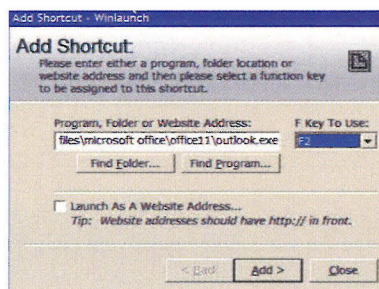 Add Shortcut - Winlaunch
Add Shortcut:
Please enter either a program, folder location or
website address and then please select a function key
to be assigned to this shortcut.
Program, Folder or Website Address:
F Key To Use:
files\microsoft office\office11\outlook.exe
F2
Find Folder...
Find Program...
Launch As A Website Address...
Tip: Website addresses should have http:// in front.
< Back
Add >
Close